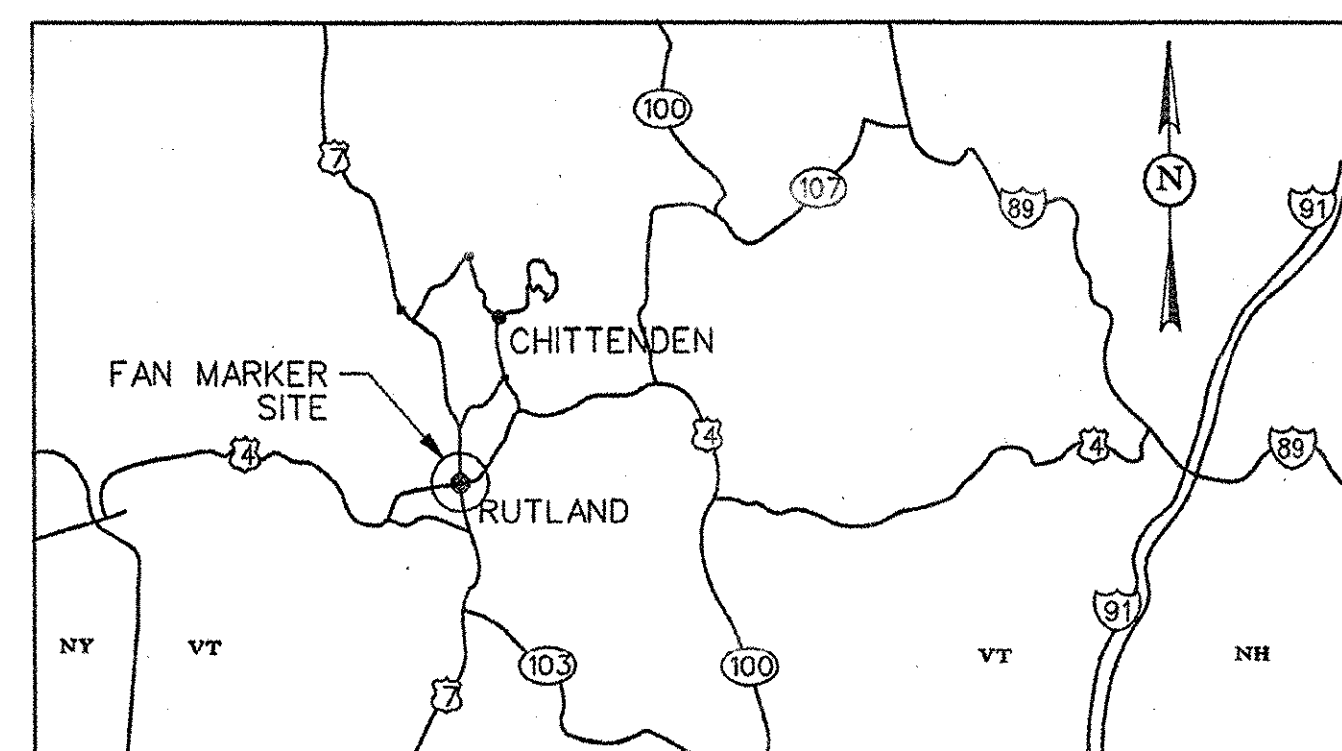 100
7
107
N
89
91
CHITTENDEN
FAN MARKER
SITE
4
4
4
89
RUTLAND
91
NY
VT
VT
NH
103
100
7